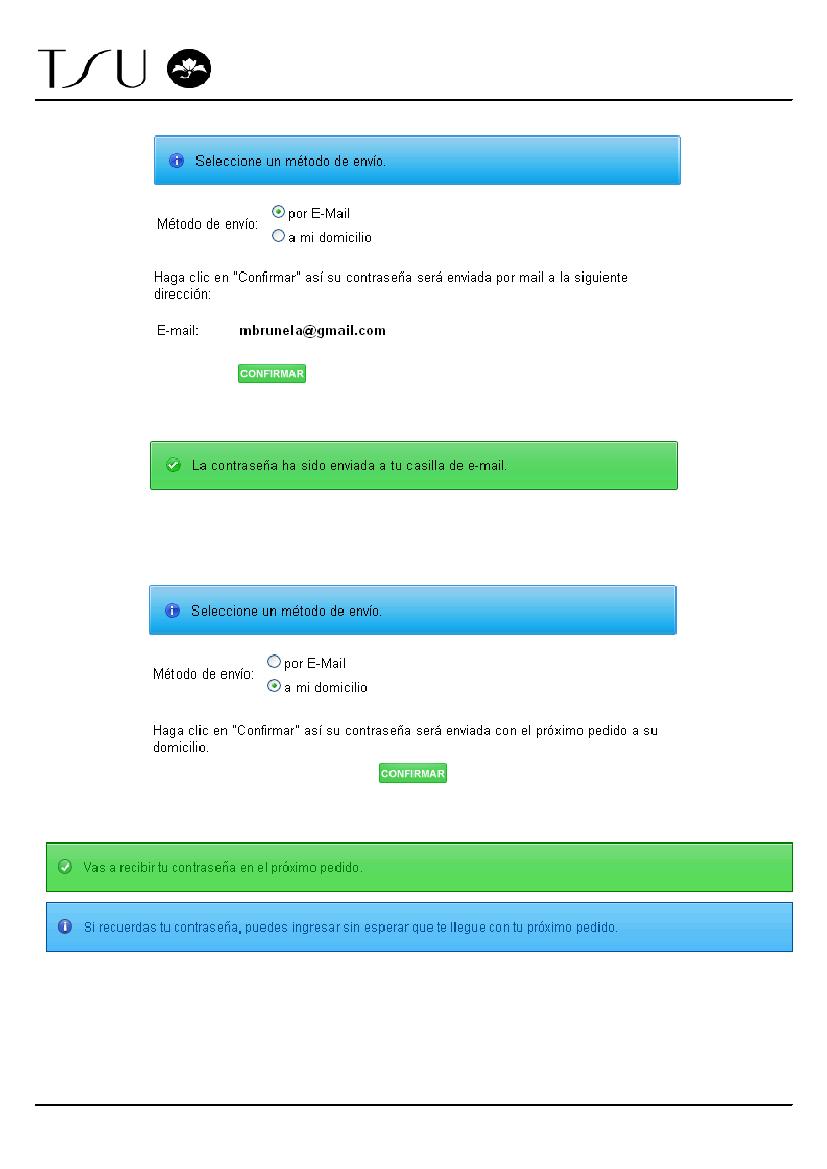 TSU
Seleccione un método de envío.
por E-Mail
Método de envío:
a mi domicilio
Haga clic en "Confirmar" así su contraseña será enviada por mail a la siguiente
dirección:
E-mail: mbrunela@gmail.com
CONFIRMAR
La contraseña ha sido enviada a tu casilla de e-mail.
Seleccione un método de envío.
por E-Mail
Método de envío:
a mi domicilio
Haga clic en "Confirmar" así su contraseña será enviada con el próximo pedido a su
domicilio.
CONFIRMAR
Vas a recibir tu contraseña en el próximo pedido.
Si recuerdas tu contraseña, puedes ingresar sin esperar que te llegue con tu próximo pedido.